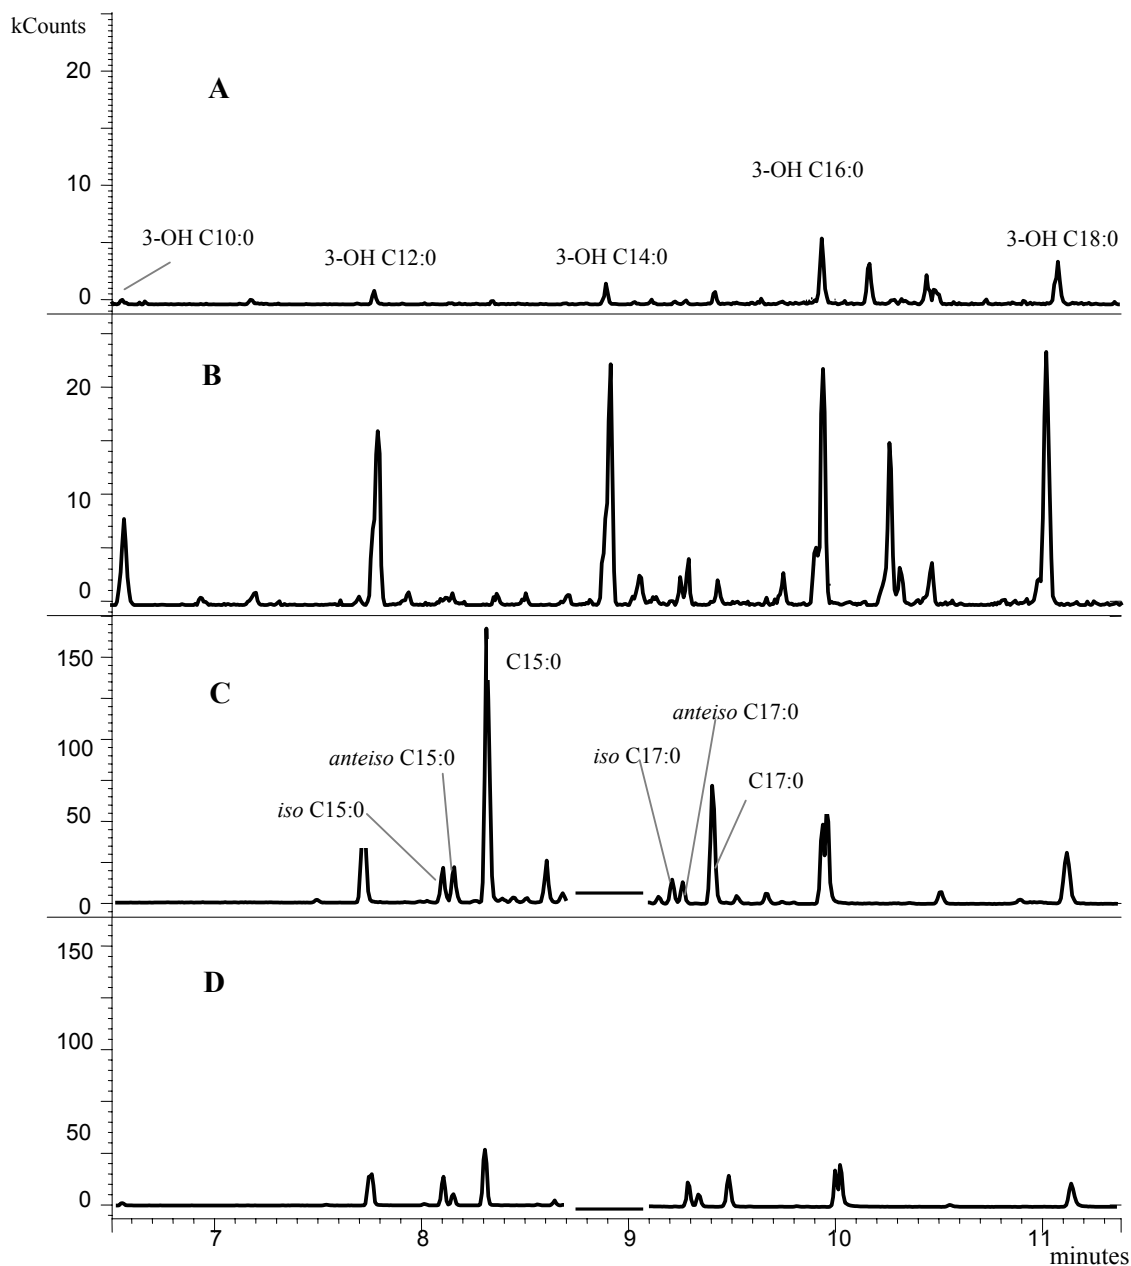 kCounts
20
A
3-OH C16:0
10
3-OH C10:0
3-OH C12:0
3-OH C14:0
3-OH C18:0
0
B
20
10
0
150
C15:0
C
anteiso C17:0
100
anteiso C15:0
iso C17:0
C17:0
iso C15:0
50
0
150
D
100
50
0
7 8 9 10 11
minutes